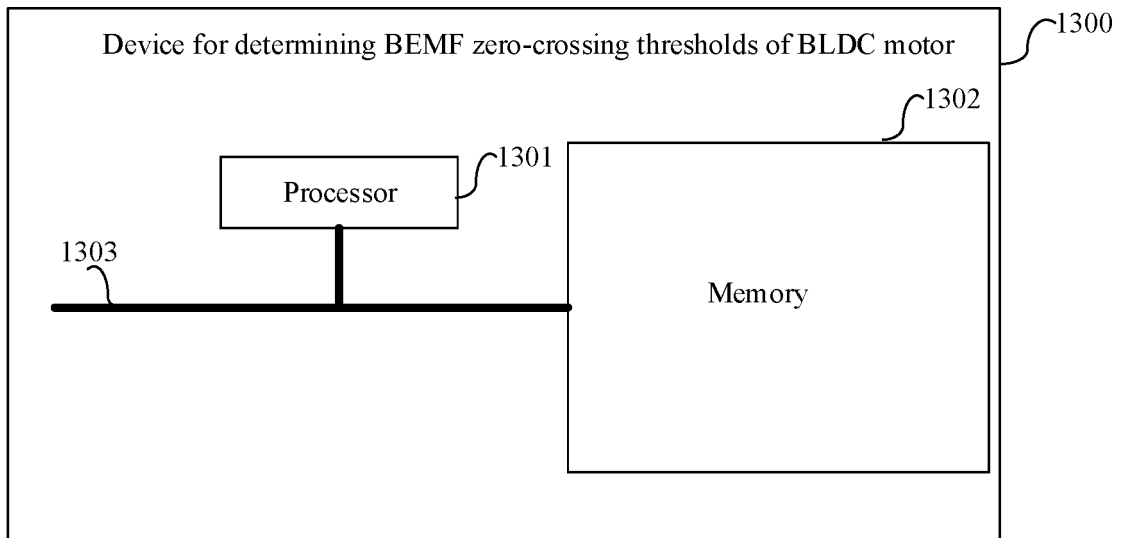 1300
Device for determining BEMF zero-crossing thresholds of BLDC motor
1302
1301
Processor
1303
Memory